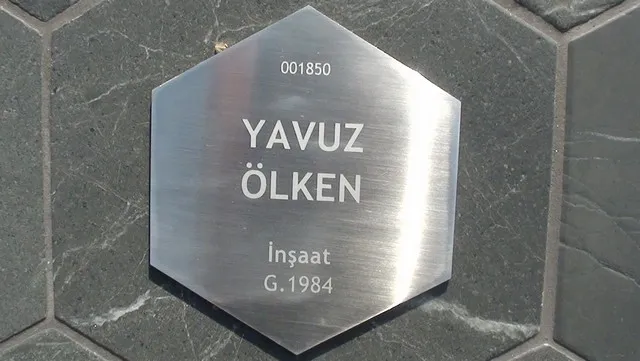 001850
YAVUZ
ÖLKEN
İnşaat
G.1984